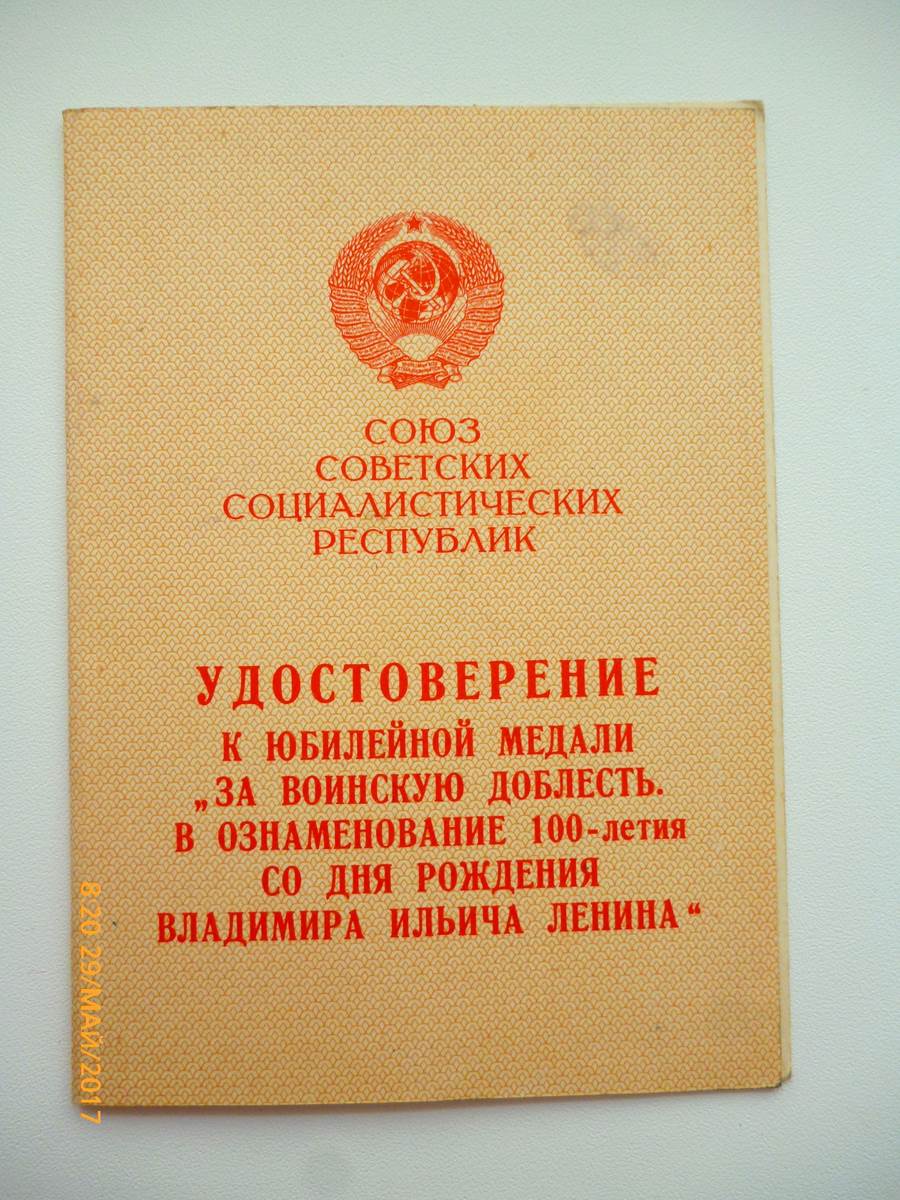 СОЮЗ
СОВЕТСКИХ
СОЦИАЛИСТИЧЕСКИХ
РЕСПУБЛИК
УДОСТОВЕРЕНИЕ
К ЮБИЛЕЙНОЙ МЕДАЛИ
„ЗА ВОИНСКУЮ ДОБЛЕСТЬ.
В ОЗНАМЕНОВАНИЕ 100-летия
СО ДНЯ РОЖДЕНИЯ
ВЛАДИМИРА ИЛЬИЧА ЛЕНИНА“
8:20 29/МАЙ/2017